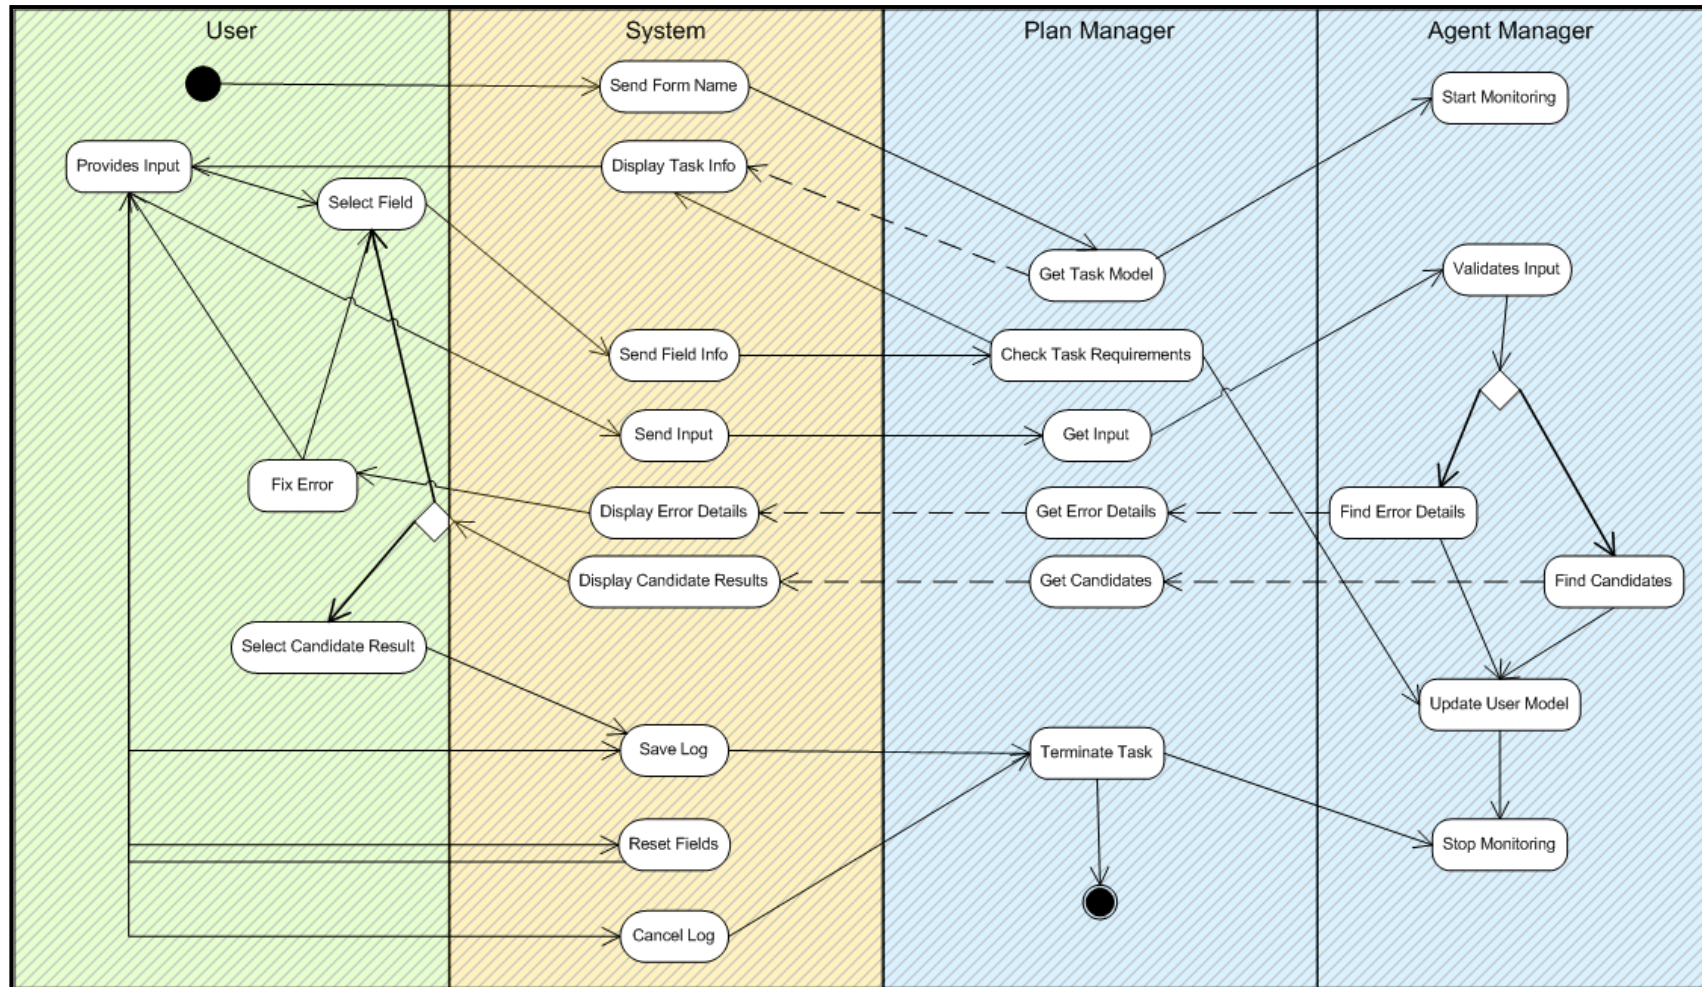 User
System
Plan Manager
Agent Manager
Send Form Name
Start Monitoring
Provides Input
Display Task Info
Select Field
Get Task Model
Validates Input
Send Field Info
Check Task Requirements
Send Input
Get Input
Fix Error
Display Error Details
Get Error Details
Find Error Details
Display Candidate Results
Get Candidates
Find Candidates
Select Candidate Result
Update User Model
Save Log
Terminate Task
Reset Fields
Stop Monitoring
Cancel Log